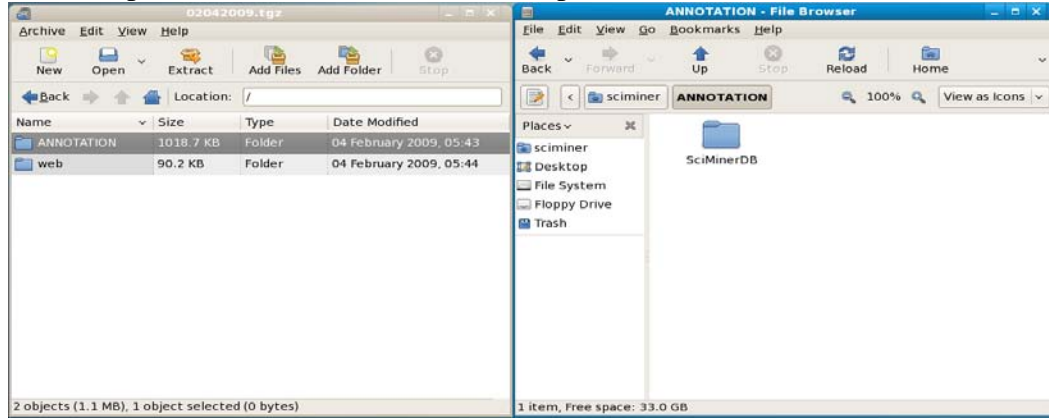 02042009.tgz
Archive Edit View Help
New Open Extract Add Files Add Folder Stop
Back Location: /
Name Size Type Date Modified
ANNOTATION 1018.7 KB Folder 04 February 2009, 05:43
web 90.2 KB Folder 04 February 2009, 05:44
2 objects (1.1 MB), 1 object selected (0 bytes)
ANNOTATION - File Browser
File Edit View Go Bookmarks Help
Back Forward Up Stop Reload Home
sciminer ANNOTATION 100% View as Icons
Places
sciminer
Desktop
File System
Floppy Drive
Trash
SciMinerDB
1 item, Free space: 33.0 GB